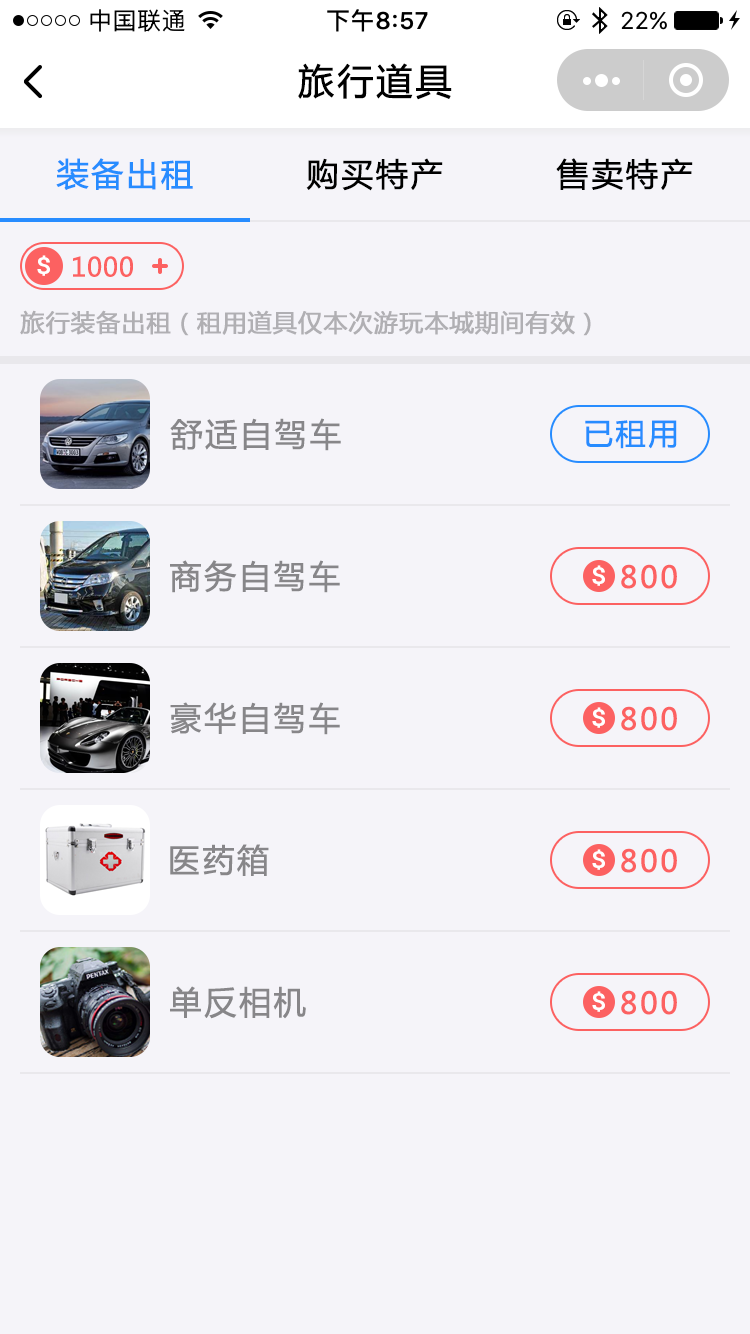 中国联通 下午8:57 22%
旅行道具
装备出租 购买特产 售卖特产
$ 1000 +
旅行装备出租（租用道具仅本次游玩本城期间有效）
舒适自驾车 已租用
商务自驾车 $800
豪华自驾车 $800
医药箱 $800
PENTAX
单反相机 $800